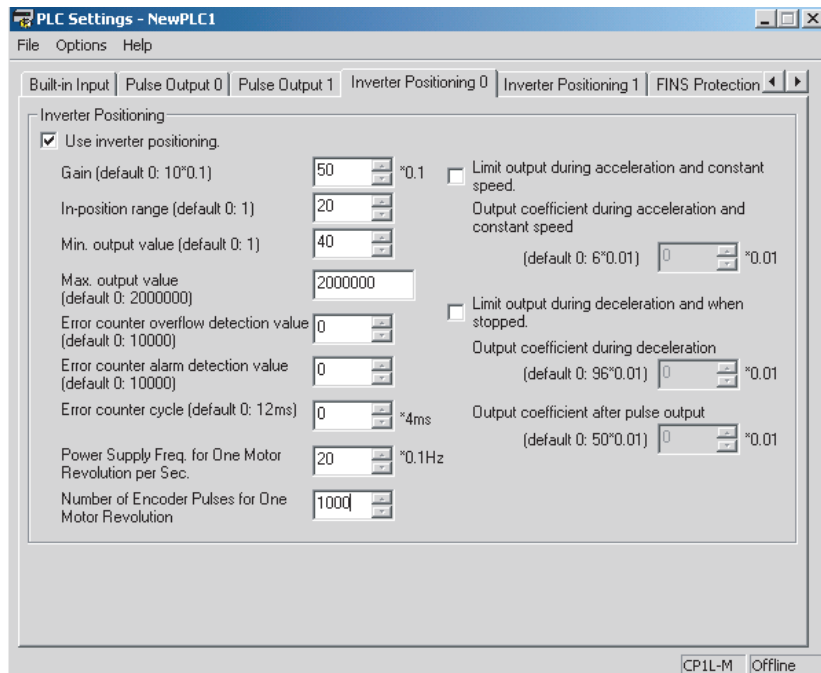 PLC Settings - NewPLC1
File Options Help
Built-in Input Pulse Output 0 Pulse Output 1 Inverter Positioning 0 Inverter Positioning 1 FINS Protection
Inverter Positioning
Use inverter positioning.
Gain (default 0: 10*0.1) 50 *0.1
In-position range (default 0: 1) 20
Min. output value (default 0: 1) 40
Max. output value
(default 0: 2000000) 2000000
Error counter overflow detection value
(default 0: 10000) 0
Error counter alarm detection value
(default 0: 10000) 0
Error counter cycle (default 0: 12ms) 0 *4ms
Power Supply Freq. for One Motor
Revolution per Sec. 20 *0.1Hz
Number of Encoder Pulses for One
Motor Revolution 1000
Limit output during acceleration and constant
speed.
Output coefficient during acceleration and
constant speed
(default 0: 6*0.01) 0 *0.01
Limit output during deceleration and when
stopped.
Output coefficient during deceleration
(default 0: 96*0.01) 0 *0.01
Output coefficient after pulse output
(default 0: 50*0.01) 0 *0.01
CP1L-M Offline